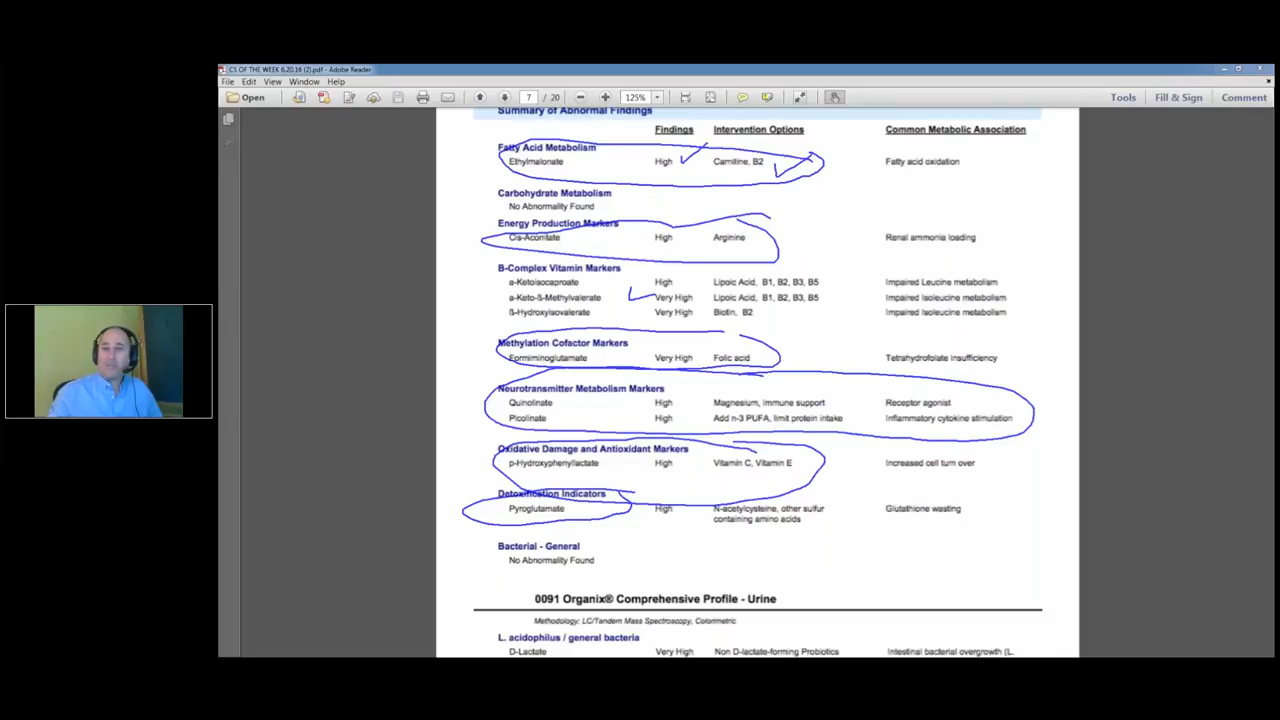 CS OF THE WEEK 6.20.16 (2).pdf - Adobe Reader
File Edit View Window Help
Open 7 / 20 125% Tools Fill & Sign Comment
Summary of Abnormal Findings
Findings Intervention Options Common Metabolic Association
Fatty Acid Metabolism
Ethylmalonate High Carnitine, B2 Fatty acid oxidation
Carbohydrate Metabolism
No Abnormality Found
Energy Production Markers
Cis-Aconitate High Arginine Renal ammonia loading
B-Complex Vitamin Markers
a-Ketoisocaproate High Lipoic Acid, B1, B2, B3, B5 Impaired Leucine metabolism
a-Keto-ß-Methylvalerate Very High Lipoic Acid, B1, B2, B3, B5 Impaired Isoleucine metabolism
ß-Hydroxyisovalerate Very High Biotin, B2 Impaired Isoleucine metabolism
Methylation Cofactor Markers
Formiminoglutamate Very High Folic acid Tetrahydrofolate insufficiency
Neurotransmitter Metabolism Markers
Quinolinate High Magnesium, Immune support Receptor agonist
Picolinate High Add n-3 PUFA, limit protein intake Inflammatory cytokine stimulation
Oxidative Damage and Antioxidant Markers
p-Hydroxyphenyllactate High Vitamin C, Vitamin E Increased cell turn over
Detoxification Indicators
Pyroglutamate High N-acetylcysteine, other sulfur Glutathione wasting
containing amino acids
Bacterial - General
No Abnormality Found
0091 Organix® Comprehensive Profile - Urine
Methodology: LC/Tandem Mass Spectroscopy, Colorimetric
L. acidophilus / general bacteria
D-Lactate Very High Non D-lactate-forming Probiotics Intestinal bacterial overgrowth (L.